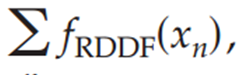 ∑ f_RDDF(x_n),